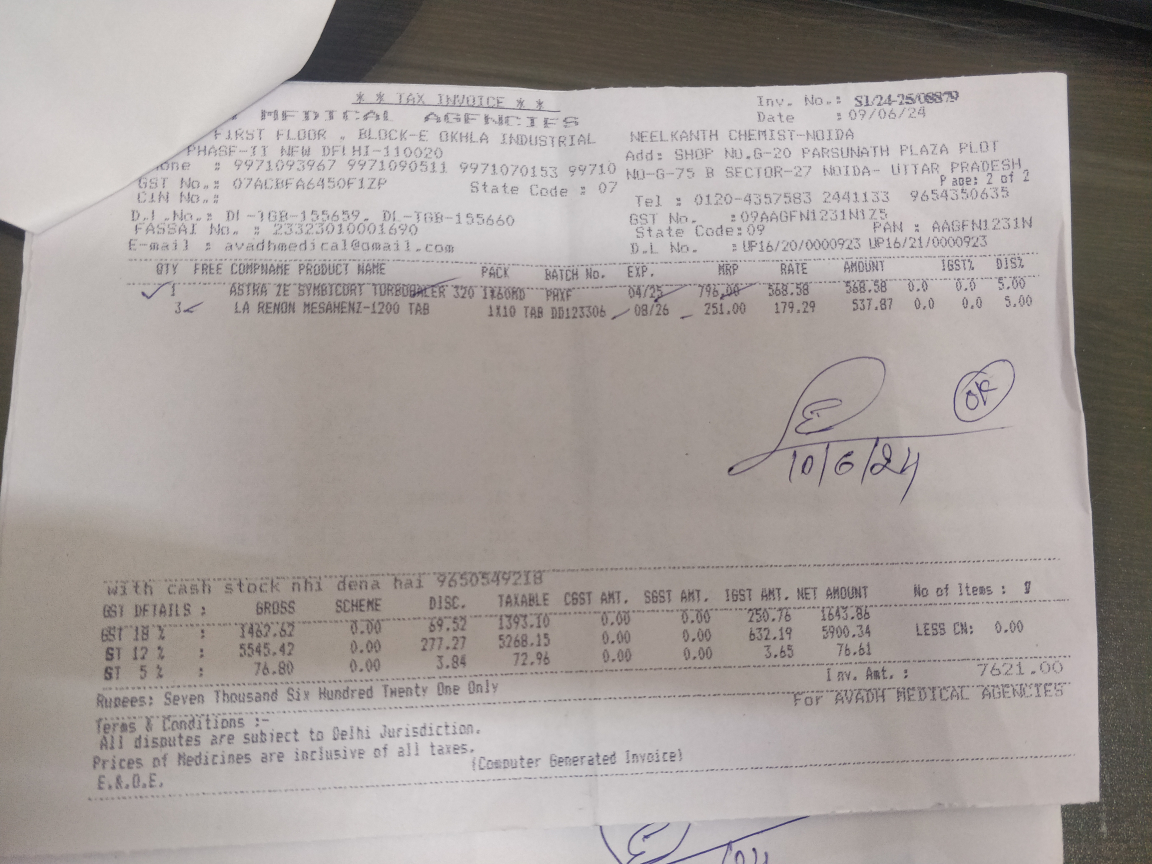 * * TAX INVOICE * *
MEDICAL AGENCIES
FIRST FLOOR , BLOCK-E OKHLA INDUSTRIAL
PHASE-II NEW DELHI-110020
hone : 9971093967 9971090511 9971070153 99710
GST No.: 07ACBFA6450F1ZP State Code : 07
CIN No.:
D.L.No.: DL-TGB-155659, DL-TGB-155660
FASSAI No. : 23323010001690
E-mail : avadhmedical@gmail.com
Inv. No.: S1/24-25/08879
Date : 09/06/24
NEELKANTH CHEMIST-NOIDA
Add: SHOP NO.G-20 PARSUNATH PLAZA PLOT
NO-G-75 B SECTOR-27 NOIDA- UTTAR PRADESH,
Page: 2 of 2
Tel : 0120-4357583 2441133 9654350635
GST No. :09AAGFN1231N1Z5
State Code:09 PAN : AAGFN1231N
D.L No. : UP16/20/0000923 UP16/21/0000923
QTY FREE COMPNAME PRODUCT NAME PACK BATCH No. EXP. MRP RATE AMOUNT IGST% DIS%
1 ASTRA ZE SYMBICORT TURBOHALER 320 1X60MD PHYF 04/25 796.00 568.58 568.58 0.0 0.0 5.00
3 LA RENON MESAHENZ-1200 TAB 1X10 TAB DD123306 08/26 251.00 179.29 537.87 0.0 0.0 5.00
OK
10/6/24
with cash stock nhi dena hai 9650549218
GST DETAILS : GROSS SCHEME DISC. TAXABLE CGST AMT. SGST AMT. IGST AMT. NET AMOUNT No of Items :
GST 18 % : 1462.62 0.00 69.52 1393.10 0.00 0.00 250.76 1643.86
ST 12 % : 5545.42 0.00 277.27 5268.15 0.00 0.00 632.19 5900.34 LESS CN: 0.00
ST 5 % : 76.80 0.00 3.84 72.96 0.00 0.00 3.65 76.61
Inv. Amt. : 7621.00
Rupees: Seven Thousand Six Hundred Twenty One Only
For AVADH MEDICAL AGENCIES
Terms & Conditions :-
All disputes are subject to Delhi Jurisdiction.
Prices of Medicines are inclusive of all taxes.
(Computer Generated Invoice)
E.&.O.E.